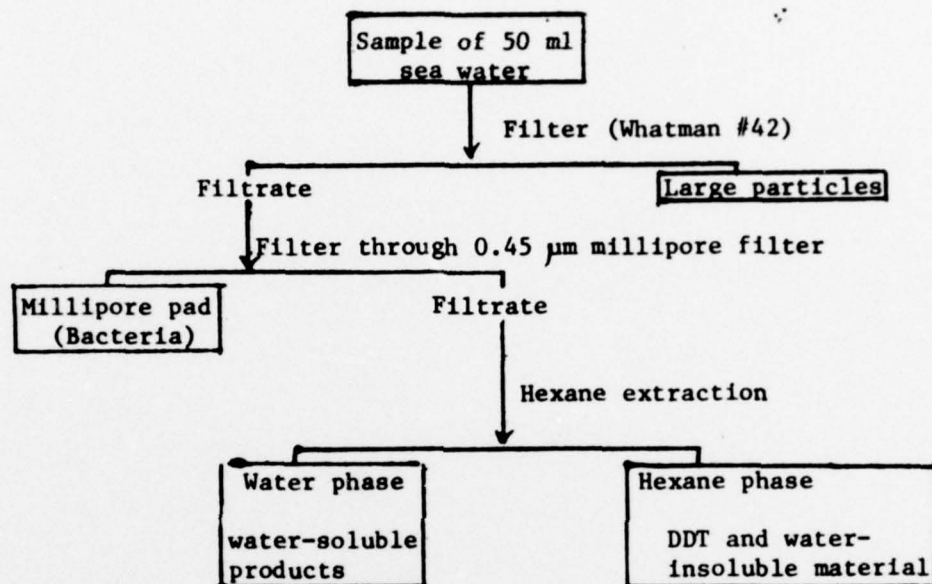 Sample of 50 ml
sea water
Filter (Whatman #42)
Filtrate
Large particles
Filter through 0.45 µm millipore filter
Millipore pad
(Bacteria)
Filtrate
Hexane extraction
Water phase
water-soluble
products
Hexane phase
DDT and water-
insoluble material